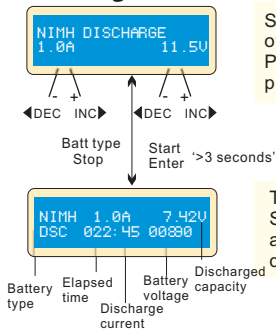 NIMH DISCHARGE
1.0A 11.5V
- + - +
◀DEC INC▶ ◀DEC INC▶
Batt type
Stop
Start
Enter
'>3 seconds'
NIMH 1.0A 7.42V
DSC 022:45 00890
Battery type
Elapsed time
Discharge current
Battery voltage
Discharged capacity
S
o
P
p
T
S
a